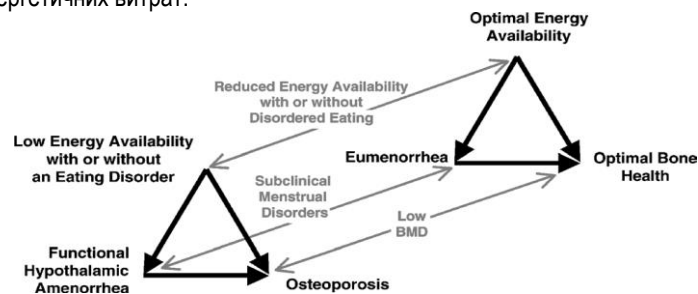 витрат.
Optimal Energy
Availability
Reduced Energy Availability
with or without
Disordered Eating
Low Energy Availability
with or without
an Eating Disorder
Eumenorrhea
Optimal Bone
Health
Subclinical
Menstrual
Disorders
Low
BMD
Functional
Hypothalamic
Amenorrhea
Osteoporosis